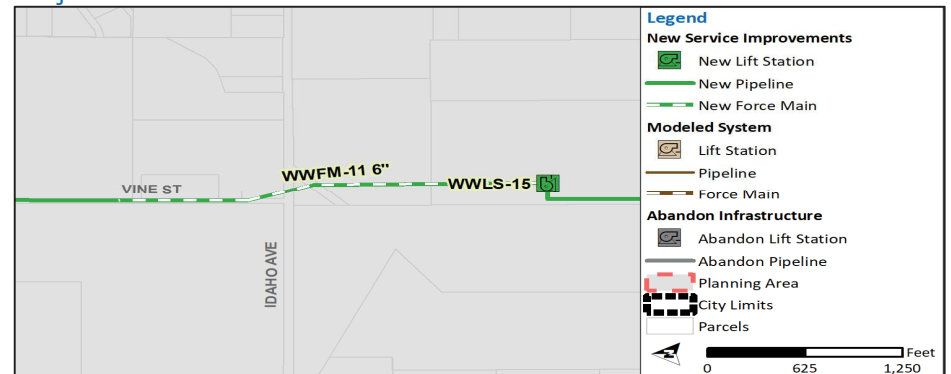 VINE ST
WWFM-11 6"
WWLS-15
IDAHO AVE
Legend
New Service Improvements
New Lift Station
New Pipeline
New Force Main
Modeled System
Lift Station
Pipeline
Force Main
Abandon Infrastructure
Abandon Lift Station
Abandon Pipeline
Planning Area
City Limits
Parcels
Feet
0 625 1,250